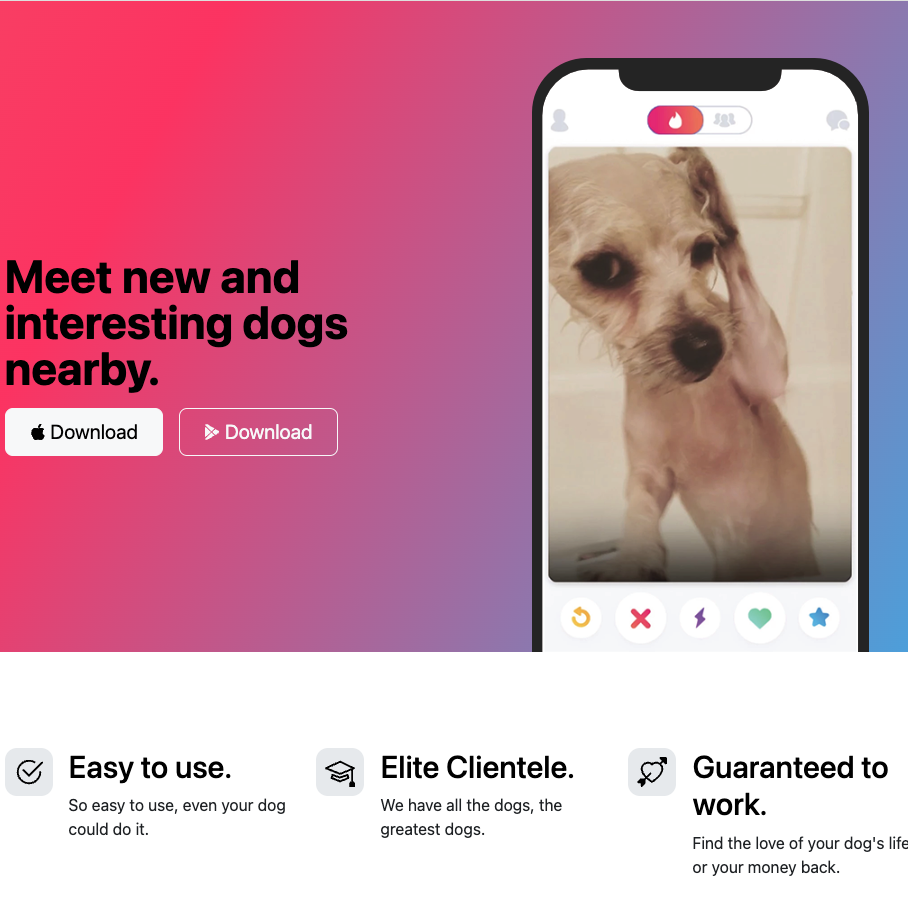 Meet new and
interesting dogs
nearby.
Download
Download
Easy to use.
So easy to use, even your dog
could do it.
Elite Clientele.
We have all the dogs, the
greatest dogs.
Guaranteed to
work.
Find the love of your dog's life
or your money back.